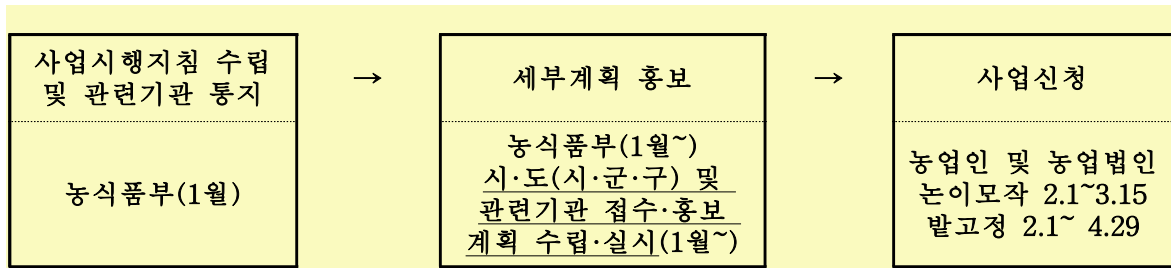 사업시행지침 수립
및 관련기관 통지
농식품부(1월)
→
세부계획 홍보
농식품부(1월~)
시·도(시·군·구) 및
관련기관 접수·홍보
계획 수립·실시(1월~)
→
사업신청
농업인 및 농업법인
논이모작 2.1~3.15
밭고정 2.1~ 4.29